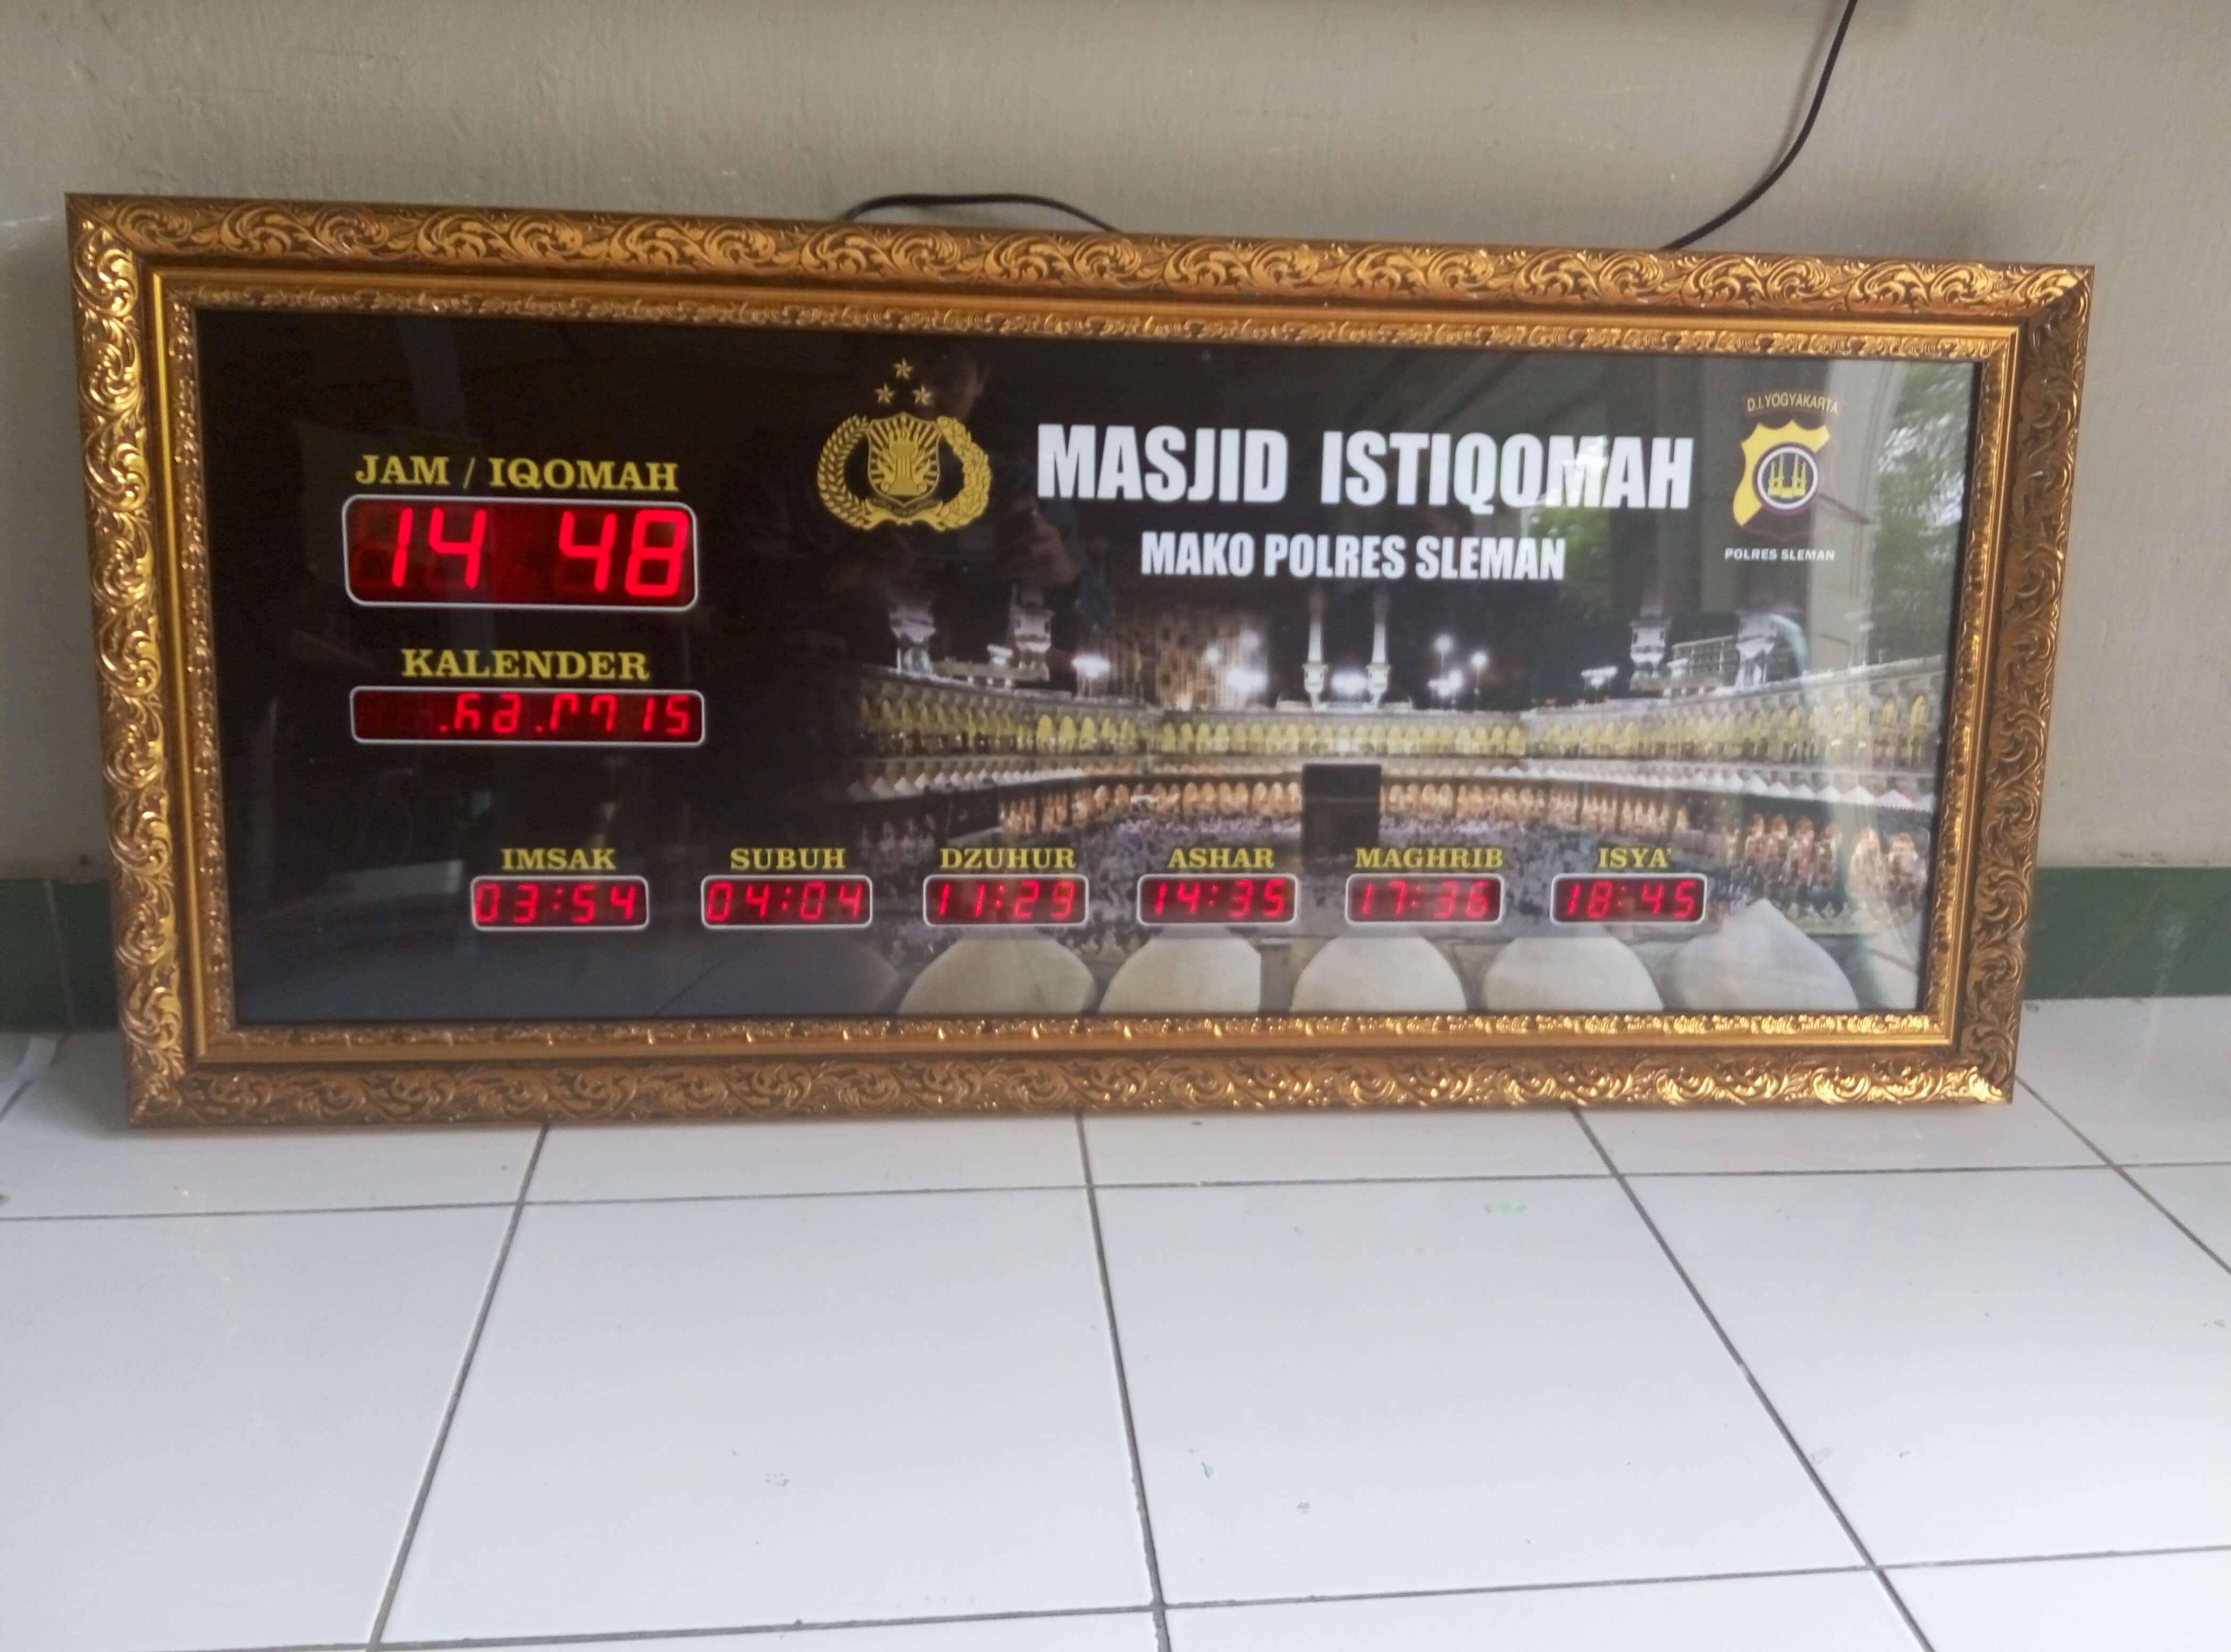 D.I.YOGYAKARTA
MASJID ISTIQOMAH
JAM / IQOMAH
14 48
MAKO POLRES SLEMAN
POLRES SLEMAN
KALENDER
IMSAK SUBUH DZUHUR ASHAR MAGHRIB ISYA'
03:54 04:04 11:29 14:35 17:36 18:45